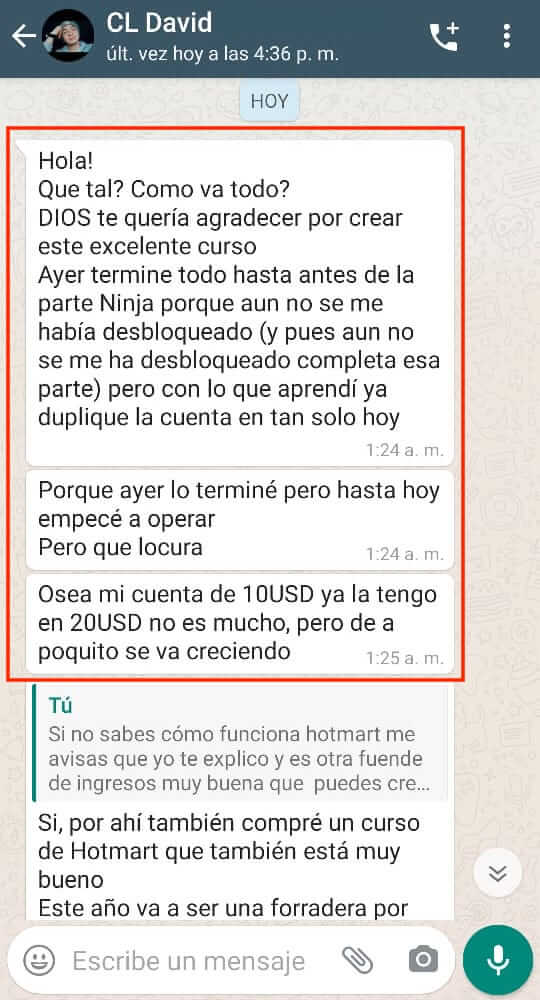 CL David
últ. vez hoy a las 4:36 p. m.
HOY
Hola!
Que tal? Como va todo?
DIOS te quería agradecer por crear
este excelente curso
Ayer termine todo hasta antes de la
parte Ninja porque aun no se me
había desbloqueado (y pues aun no
se me ha desbloqueado completa esa
parte) pero con lo que aprendí ya
duplique la cuenta en tan solo hoy
1:24 a. m.
Porque ayer lo terminé pero hasta hoy
empecé a operar
Pero que locura
1:24 a. m.
Osea mi cuenta de 10USD ya la tengo
en 20USD no es mucho, pero de a
poquito se va creciendo
1:25 a. m.
Tú
Si no sabes cómo funciona hotmart me
avisas que yo te explico y es otra fuende
de ingresos muy buena que puedes cre...
Si, por ahí también compré un curso
de Hotmart que también está muy
bueno
Este año va a ser una forradera por
Escribe un mensaje